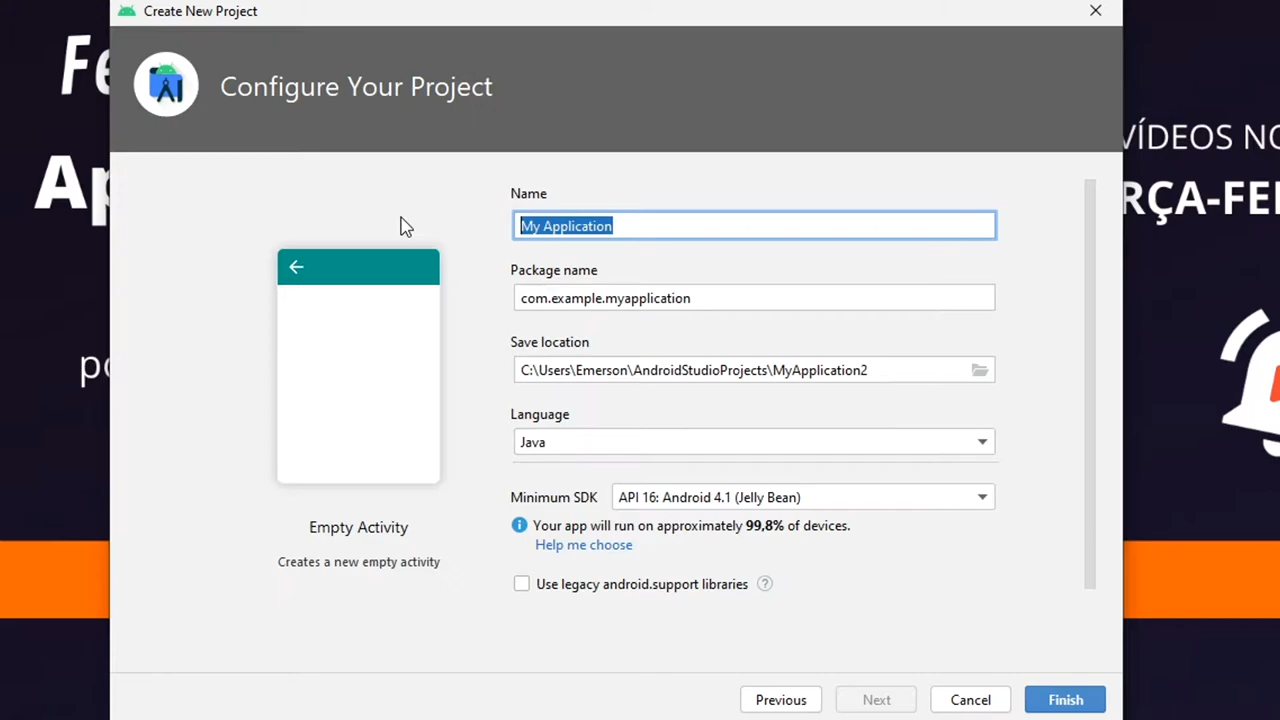 Create New Project
Configure Your Project
Name
My Application
Package name
com.example.myapplication
Save location
C:\Users\Emerson\AndroidStudioProjects\MyApplication2
Language
Java
Minimum SDK API 16: Android 4.1 (Jelly Bean)
Your app will run on approximately 99,8% of devices.
Help me choose
Use legacy android.support libraries ?
Empty Activity
Creates a new empty activity
Previous Next Cancel Finish
VÍDEOS